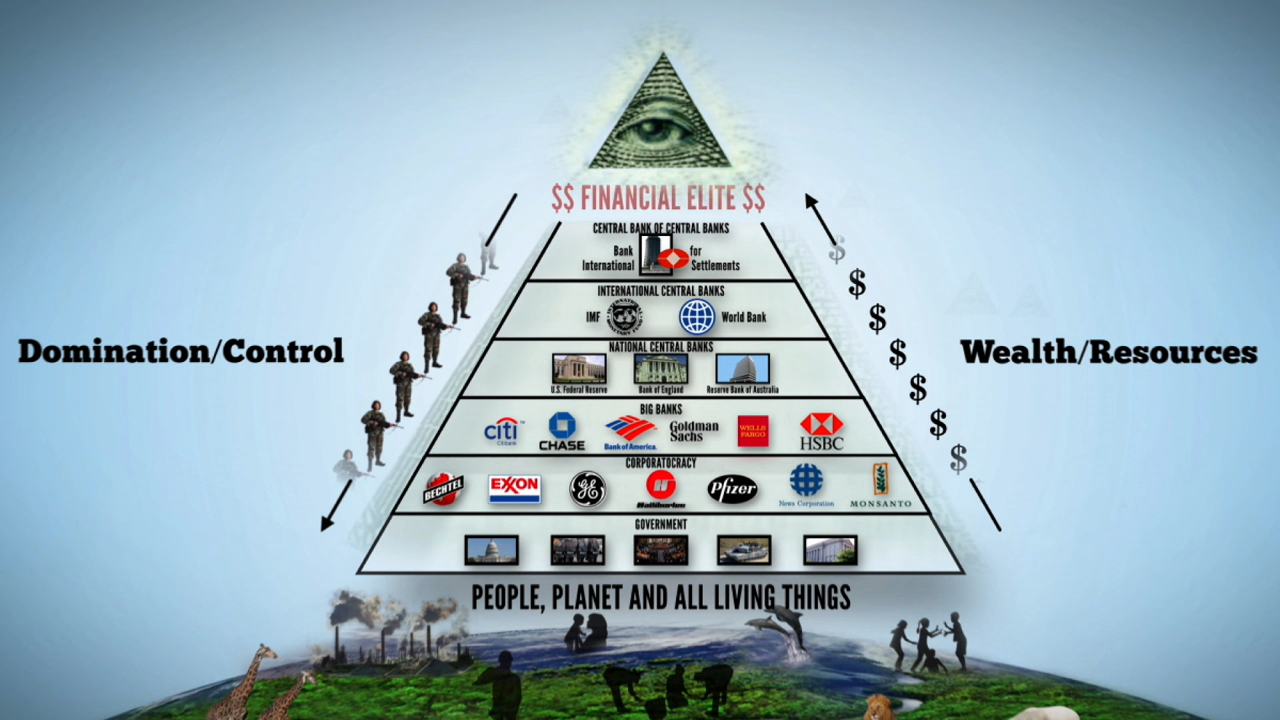 $$ FINANCIAL ELITE $$
CENTRAL BANK OF CENTRAL BANKS
Bank for
International Settlements
INTERNATIONAL CENTRAL BANKS
IMF World Bank
NATIONAL CENTRAL BANKS
U.S. Federal Reserve Bank of England Reserve Bank of Australia
Domination/Control
Wealth/Resources
$
$
$
$
$
$
$
BIG BANKS
citi
Citibank
CHASE
Bank of America
Goldman
Sachs
WELLS
FARGO
HSBC
CORPORATOCRACY
BECHTEL
EXXON
GE
Halliburton
Pfizer
News Corporation
MONSANTO
GOVERNMENT
PEOPLE, PLANET AND ALL LIVING THINGS